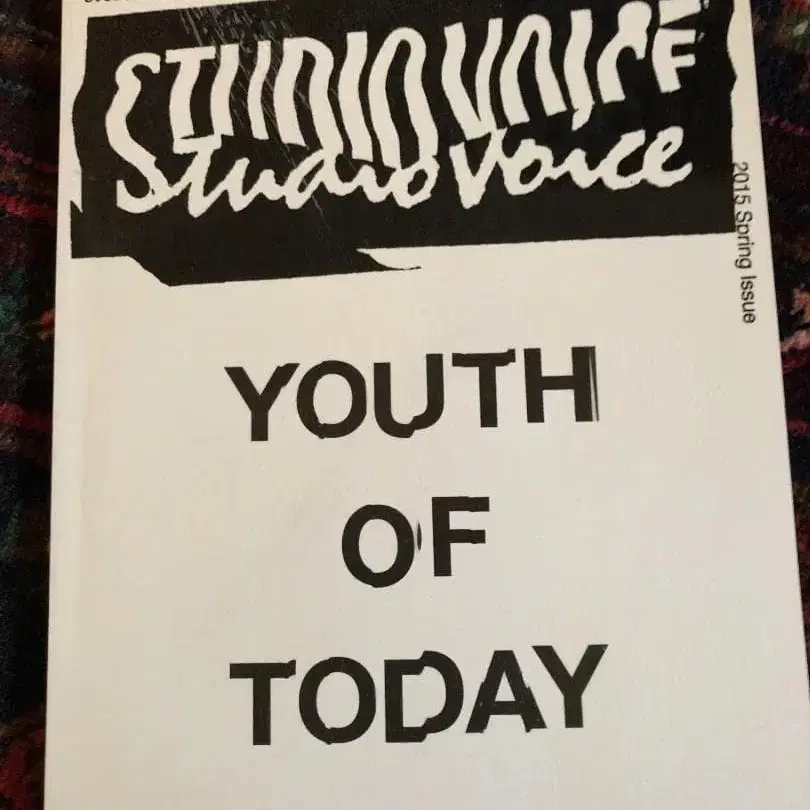 STUDIO VOICE
Studio Voice
2015 Spring Issue
YOUTH
OF
TODAY